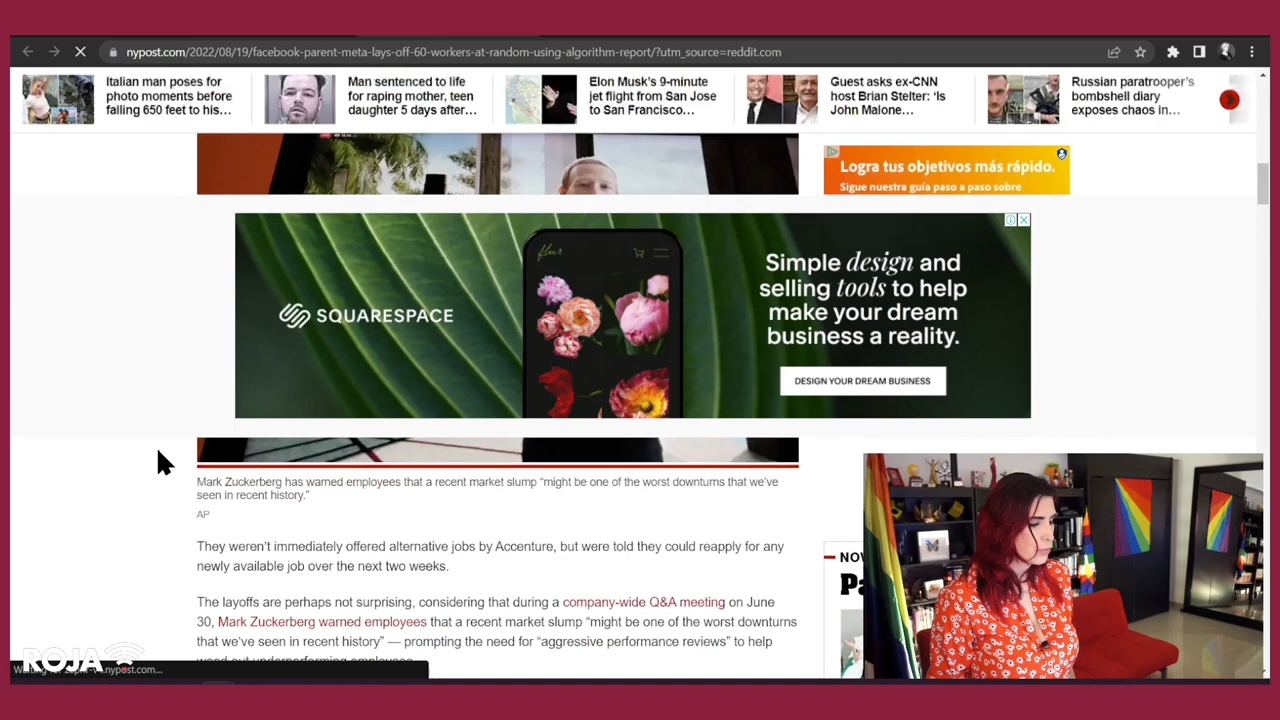 nypost.com/2022/08/19/facebook-parent-meta-lays-off-60-workers-at-random-using-algorithm-report/?utm_source=reddit.com
Italian man poses for
photo moments before
falling 650 feet to his…
Man sentenced to life
for raping mother, teen
daughter 5 days after…
Elon Musk’s 9-minute
jet flight from San Jose
to San Francisco…
Guest asks ex-CNN
host Brian Stelter: ‘Is
John Malone…
Russian paratrooper’s
bombshell diary
exposes chaos in…
Logra tus objetivos más rápido.
Sigue nuestra guía paso a paso sobre
SQUARESPACE
fleur
Simple design and
selling tools to help
make your dream
business a reality.
DESIGN YOUR DREAM BUSINESS
Mark Zuckerberg has warned employees that a recent market slump “might be one of the worst downturns that we’ve
seen in recent history.”
AP
They weren’t immediately offered alternative jobs by Accenture, but were told they could reapply for any
newly available job over the next two weeks.
The layoffs are perhaps not surprising, considering that during a company-wide Q&A meeting on June
30, Mark Zuckerberg warned employees that a recent market slump “might be one of the worst downturns
that we’ve seen in recent history” — prompting the need for “aggressive performance reviews” to help
NOW
Pa
ROJA
Waiting for
nypost.com…